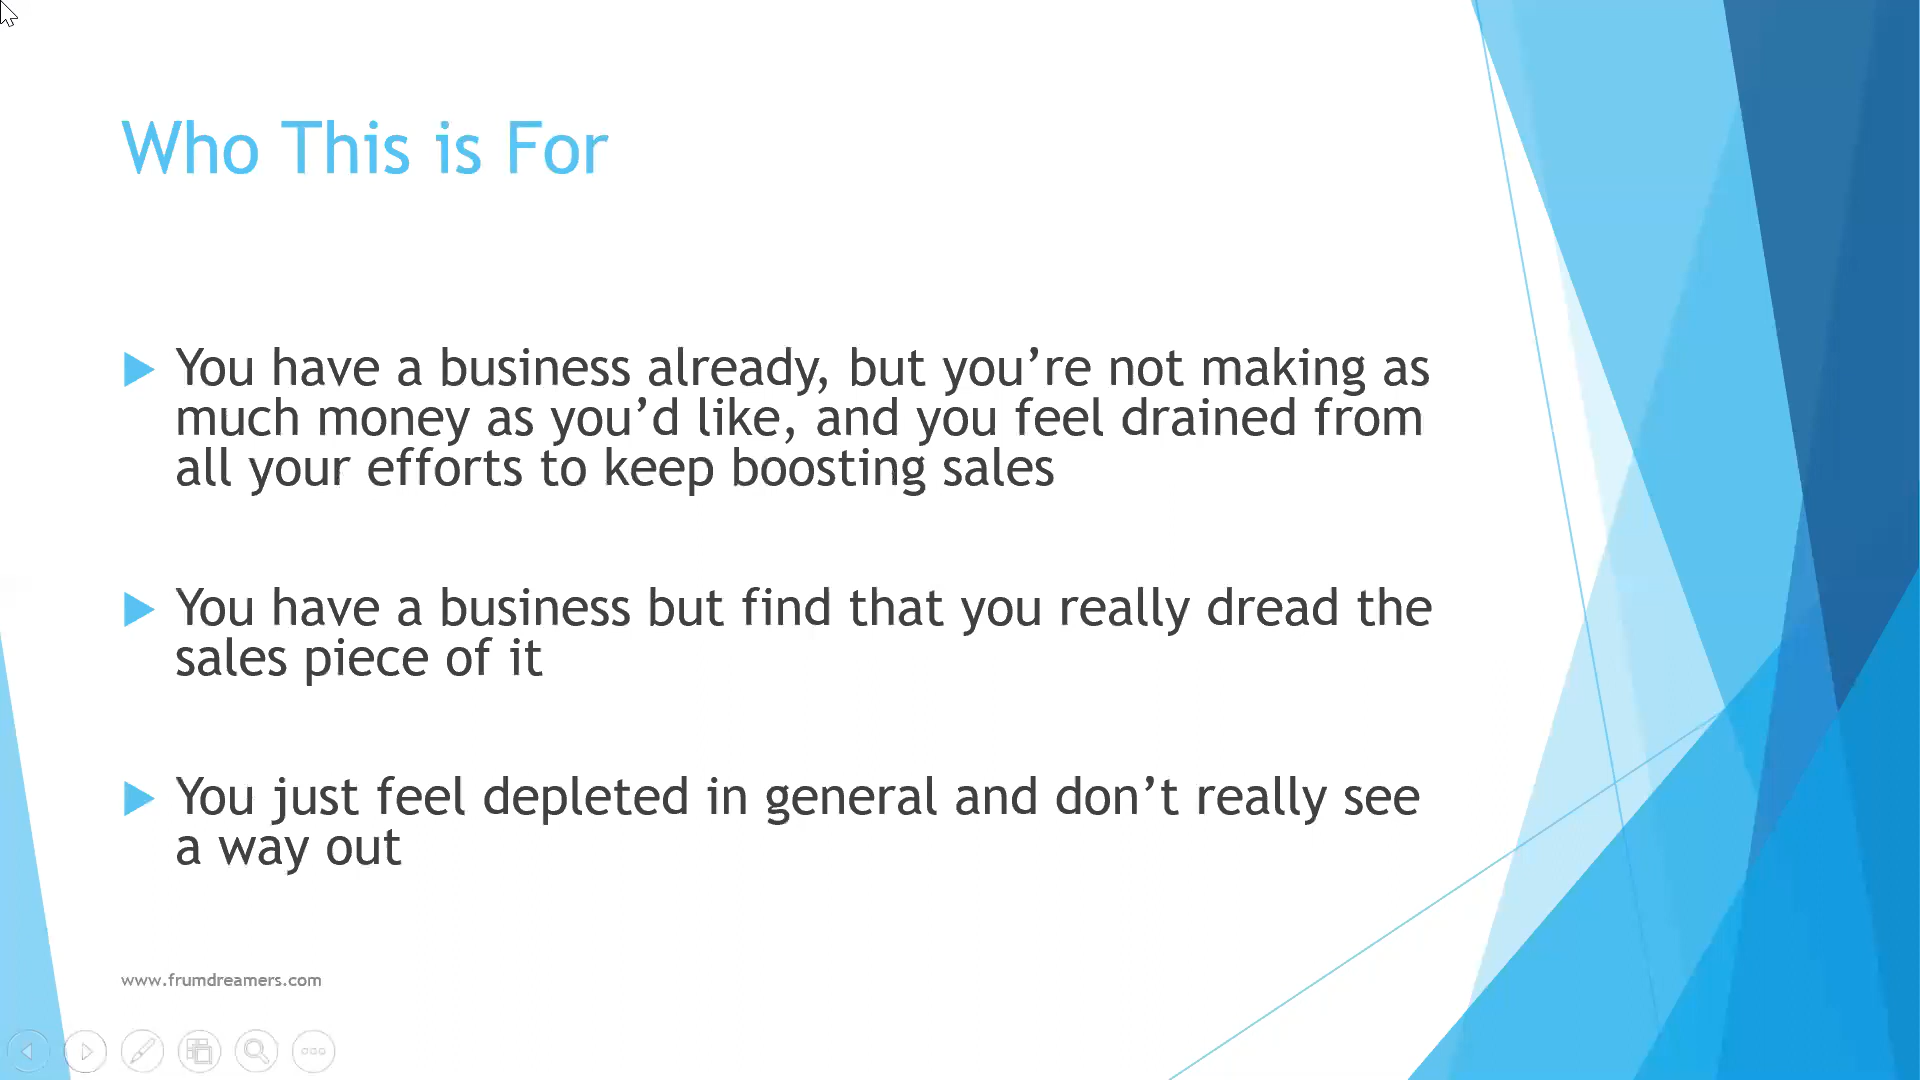 Who This is For
You have a business already, but you’re not making as
much money as you’d like, and you feel drained from
all your efforts to keep boosting sales
You have a business but find that you really dread the
sales piece of it
You just feel depleted in general and don’t really see
a way out
www.frumdreamers.com